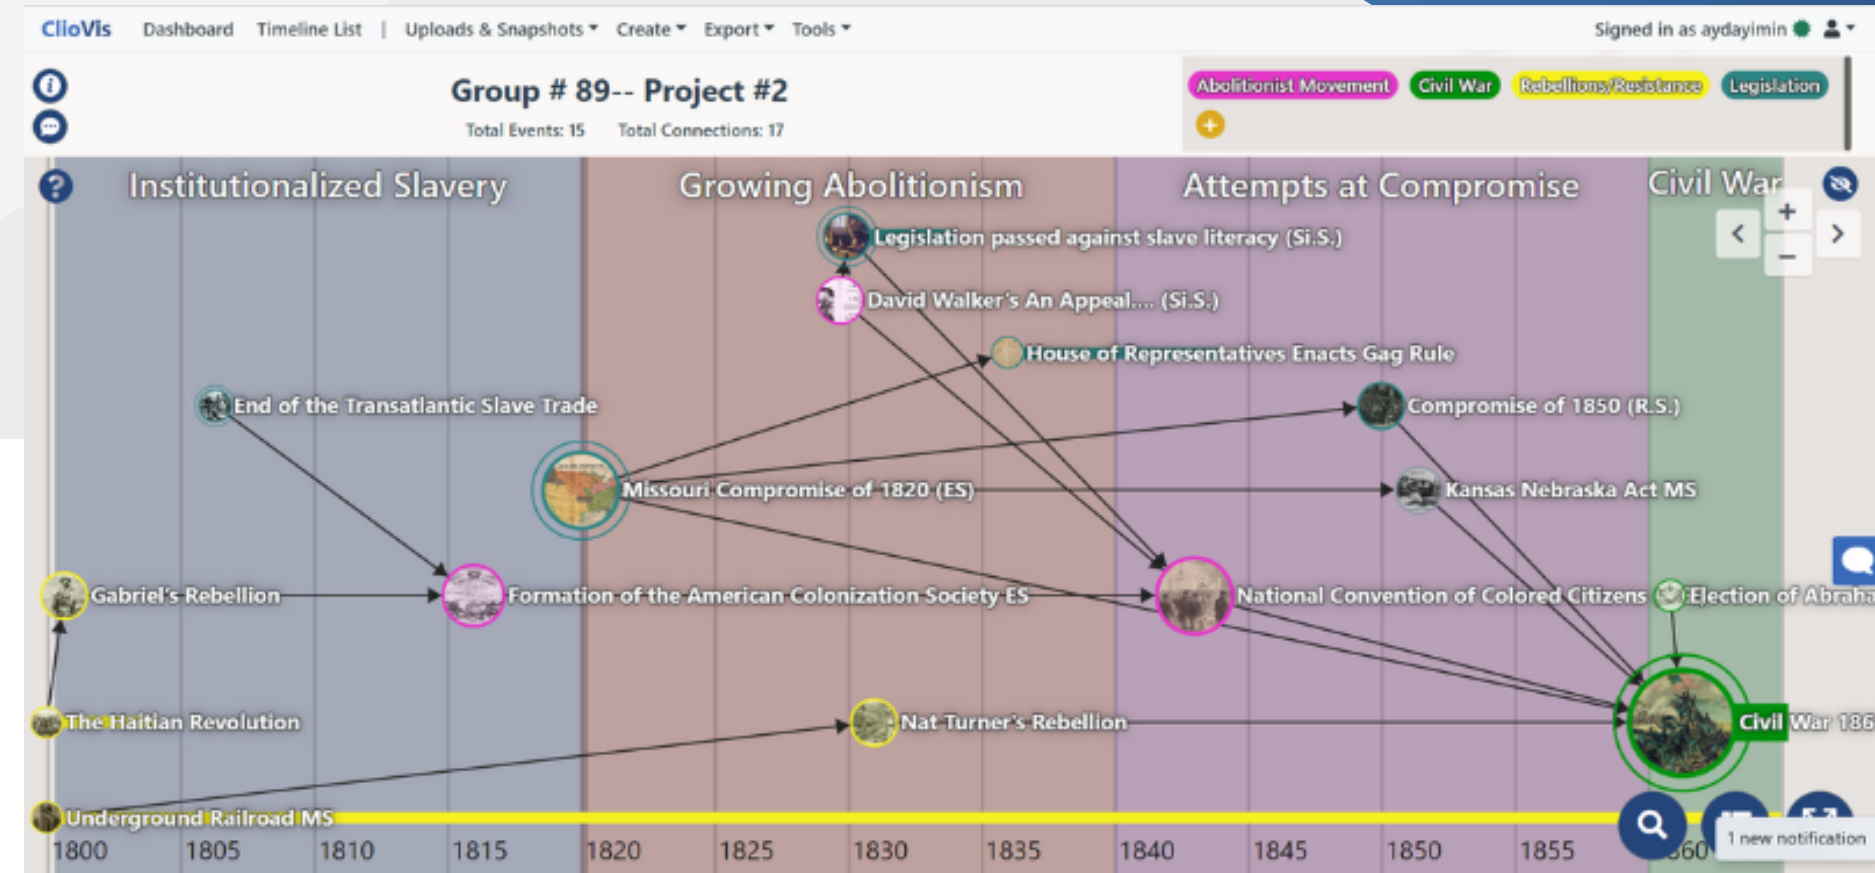 ClioVis Dashboard Timeline List | Uploads & Snapshots Create Export Tools Signed in as aydayimin
Group # 89-- Project #2
Total Events: 15 Total Connections: 17
Abolitionist Movement Civil War Rebellions/Resistance Legislation
Institutionalized Slavery Growing Abolitionism Attempts at Compromise Civil War
Legislation passed against slave literacy (Si.S.)
David Walker's An Appeal.... (Si.S.)
House of Representatives Enacts Gag Rule
End of the Transatlantic Slave Trade
Compromise of 1850 (R.S.)
Missouri Compromise of 1820 (ES)
Kansas Nebraska Act MS
Gabriel's Rebellion
Formation of the American Colonization Society ES
National Convention of Colored Citizens
Election of Abraha
The Haitian Revolution
Nat Turner's Rebellion
Civil War 186
Underground Railroad MS
1800 1805 1810 1815 1820 1825 1830 1835 1840 1845 1850 1855 60
1 new notification